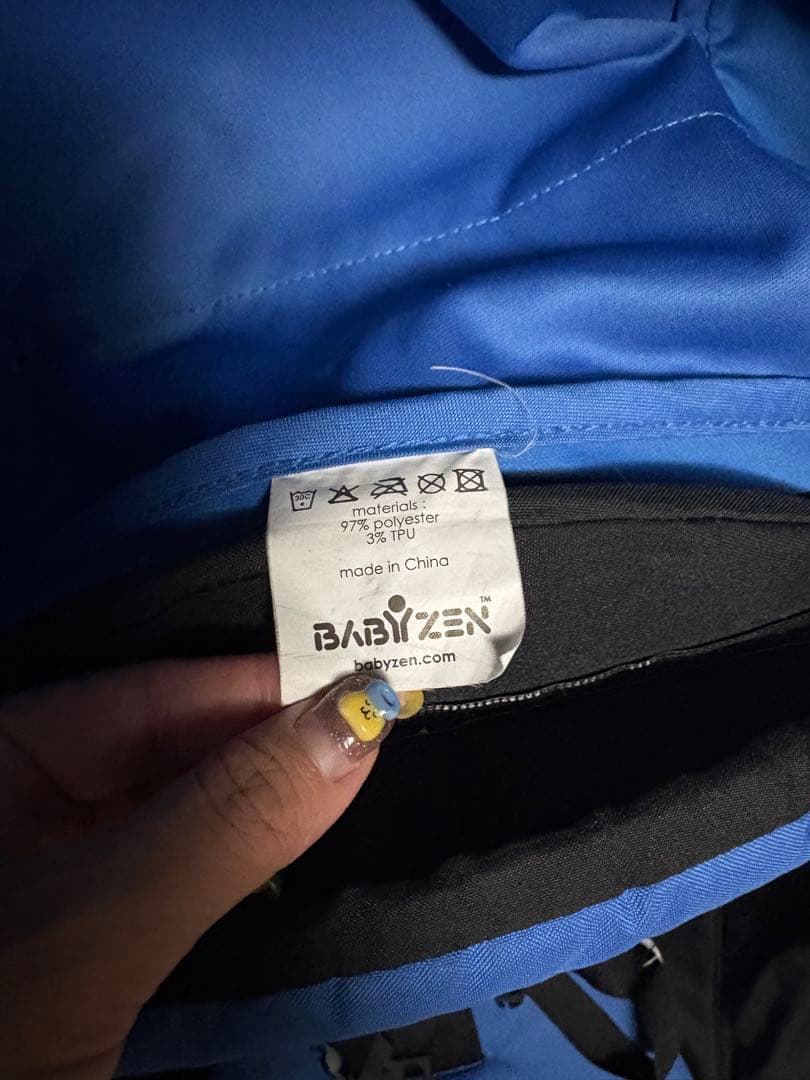 30C
materials :
97% polyester
3% TPU
made in China
BABYZEN™
babyzen.com